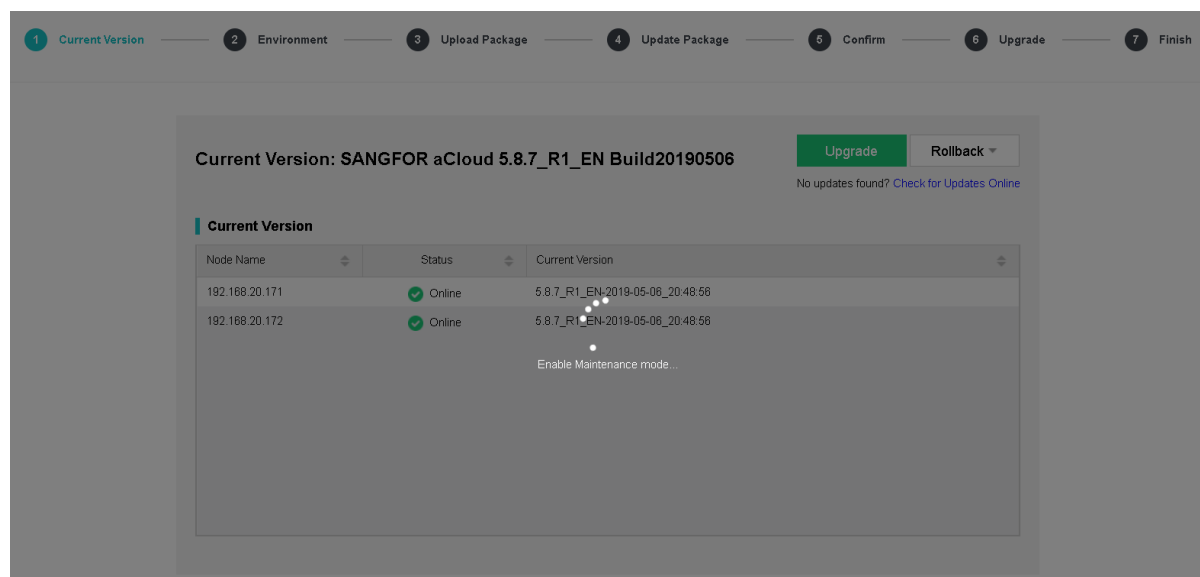 1 Current Version 2 Environment 3 Upload Package 4 Update Package 5 Confirm 6 Upgrade 7 Finish
Current Version: SANGFOR aCloud 5.8.7_R1_EN Build20190506
Upgrade Rollback
No updates found? Check for Updates Online
Current Version
Node Name Status Current Version
192.168.20.171 Online 5.8.7_R1_EN-2019-05-06_20:48:56
192.168.20.172 Online 5.8.7_R1_EN-2019-05-06_20:48:56
Enable Maintenance mode...